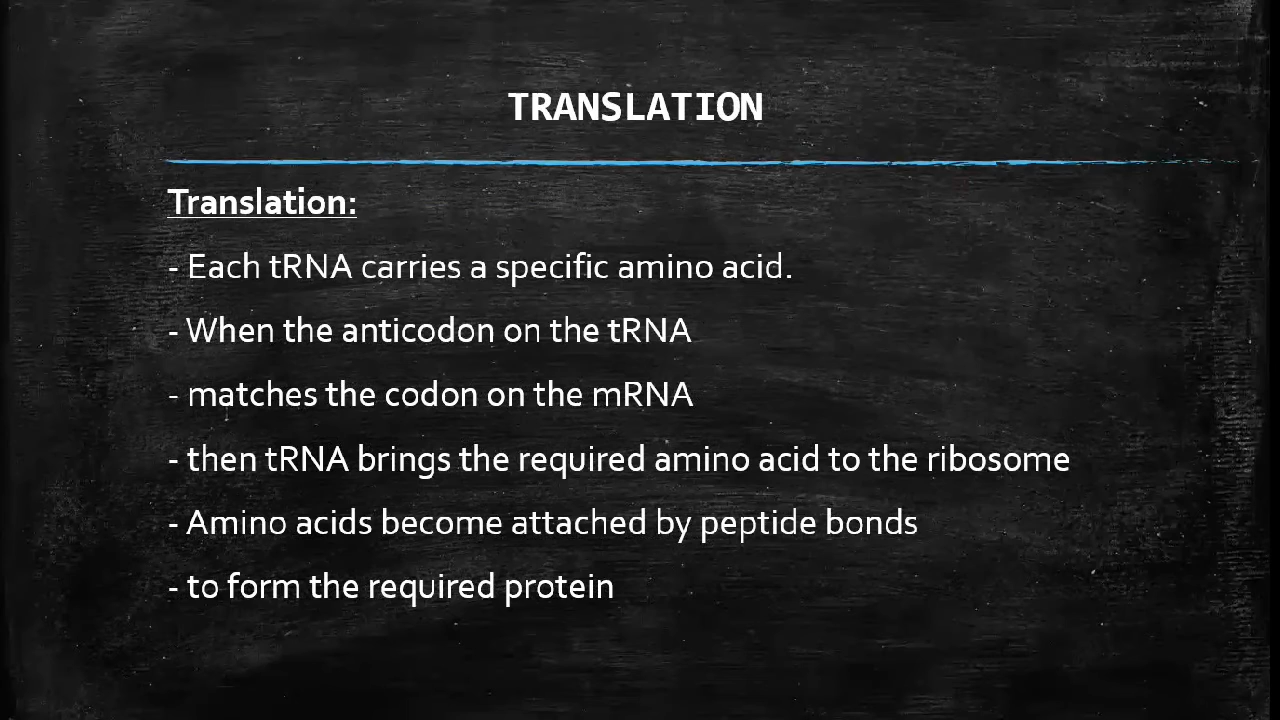 TRANSLATION
Translation:
- Each tRNA carries a specific amino acid.
- When the anticodon on the tRNA
- matches the codon on the mRNA
- then tRNA brings the required amino acid to the ribosome
- Amino acids become attached by peptide bonds
- to form the required protein